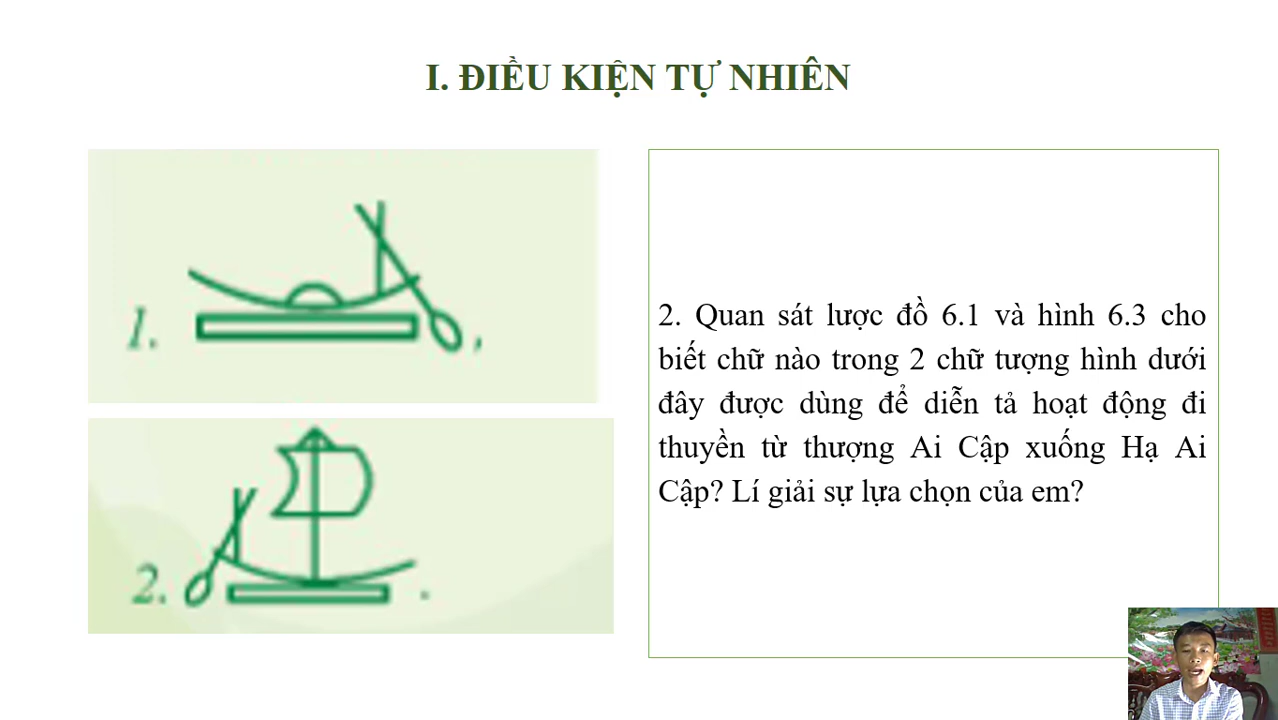 I. ĐIỀU KIỆN TỰ NHIÊN
1.
,
2.
.
2. Quan sát lược đồ 6.1 và hình 6.3 cho
biết chữ nào trong 2 chữ tượng hình dưới
đây được dùng để diễn tả hoạt động đi
thuyền từ thượng Ai Cập xuống Hạ Ai
Cập? Lí giải sự lựa chọn của em?